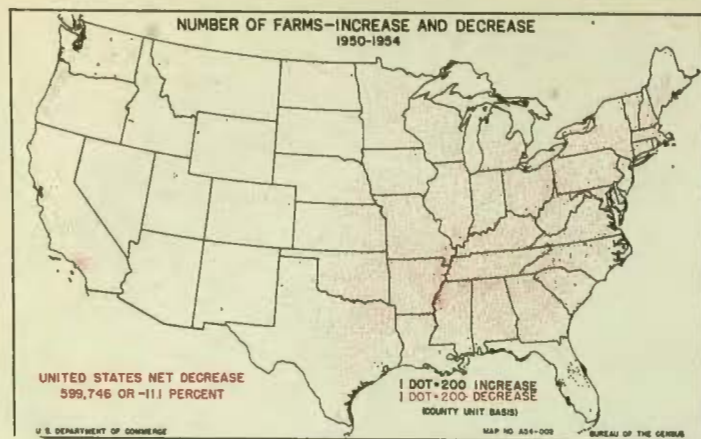 NUMBER OF FARMS-INCREASE AND DECREASE
1950-1954
UNITED STATES NET DECREASE
599,746 OR -11.1 PERCENT
1 DOT=200 INCREASE
1 DOT=200 DECREASE
(COUNTY UNIT BASIS)
U. S. DEPARTMENT OF COMMERCE
MAP NO. A54-002
BUREAU OF THE CENSUS